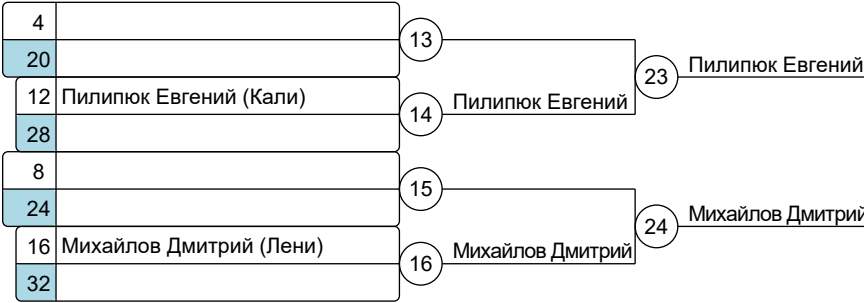 4
13
20
23 Пилипюк Евгений
12 Пилипюк Евгений (Кали)
14 Пилипюк Евгений
28
8
15
24
24 Михайлов Дмитрий
16 Михайлов Дмитрий (Лени)
16 Михайлов Дмитрий
32